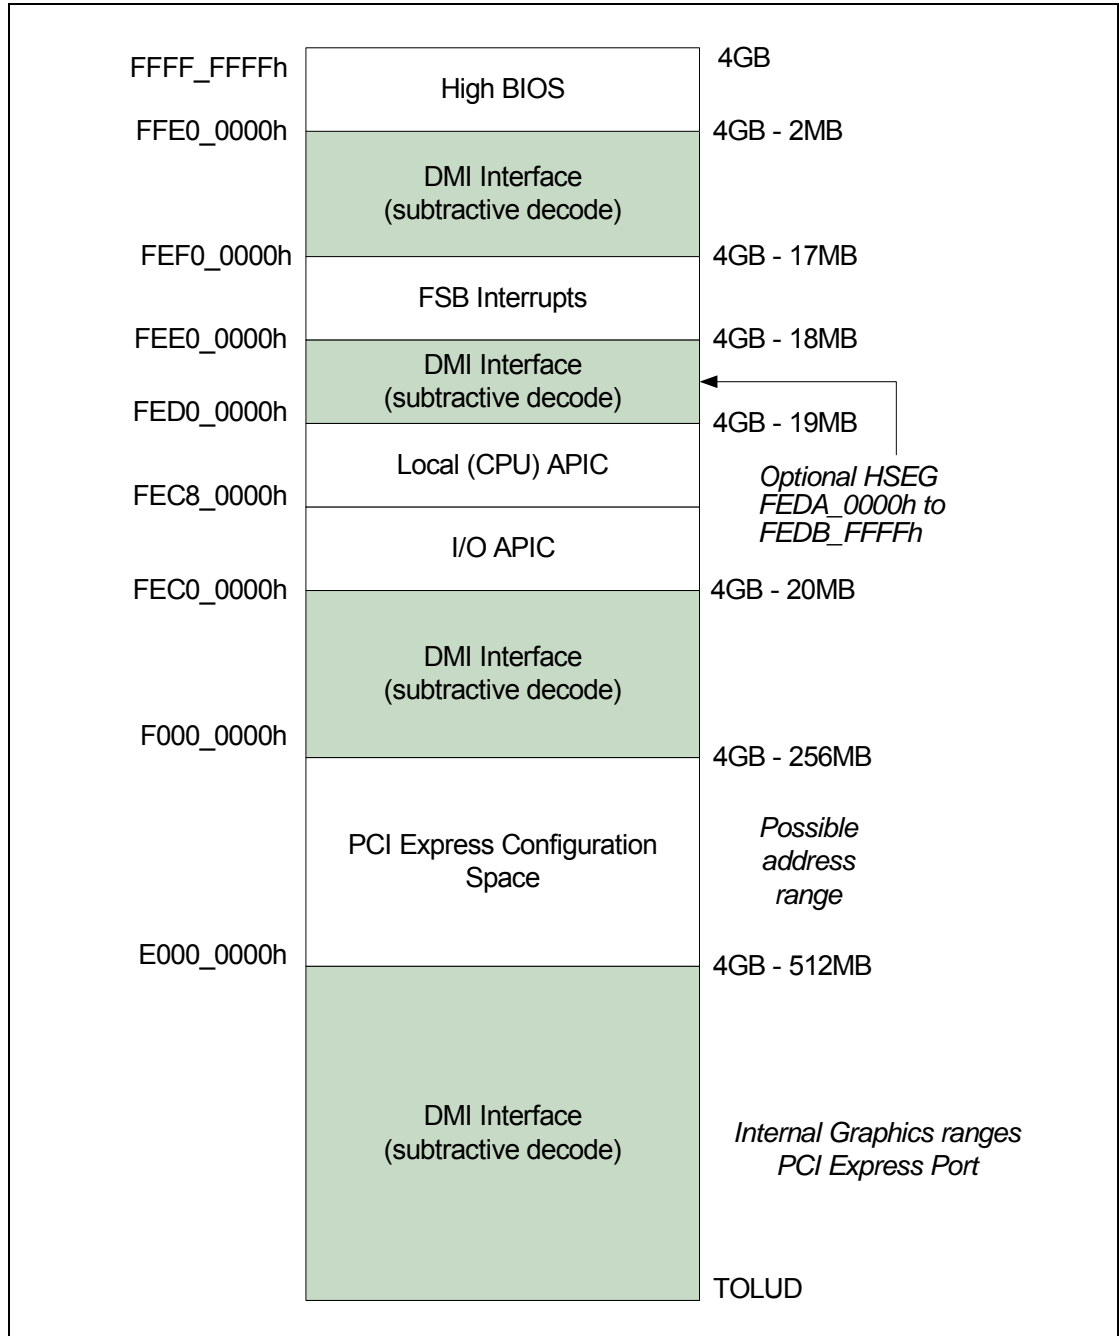 FFFF_FFFFh
4GB
High BIOS
FFE0_0000h
4GB - 2MB
DMI Interface
(subtractive decode)
FEF0_0000h
4GB - 17MB
FSB Interrupts
FEE0_0000h
4GB - 18MB
DMI Interface
(subtractive decode)
FED0_0000h
4GB - 19MB
Local (CPU) APIC
Optional HSEG
FEDA_0000h to
FEDB_FFFFh
FEC8_0000h
I/O APIC
FEC0_0000h
4GB - 20MB
DMI Interface
(subtractive decode)
F000_0000h
4GB - 256MB
PCI Express Configuration
Space
Possible
address
range
E000_0000h
4GB - 512MB
DMI Interface
(subtractive decode)
Internal Graphics ranges
PCI Express Port
TOLUD